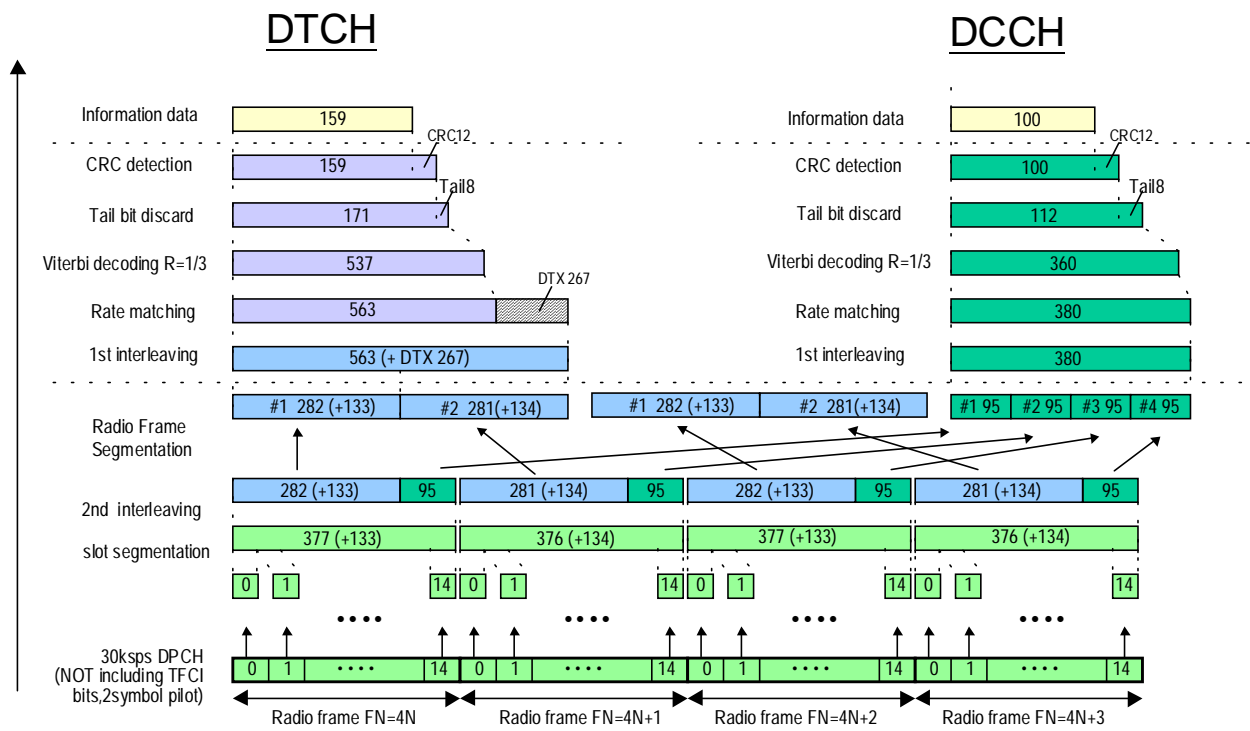 DTCH
DCCH
Information data
159
Information data
100
CRC12
CRC12
CRC detection
159
CRC detection
100
Tail8
Tail8
Tail bit discard
171
Tail bit discard
112
Viterbi decoding R=1/3
537
Viterbi decoding R=1/3
360
DTX 267
Rate matching
563
Rate matching
380
1st interleaving
563 (+ DTX 267)
1st interleaving
380
#1 282 (+133)
#2 281(+134)
#1 282 (+133)
#2 281(+134)
#1 95
#2 95
#3 95
#4 95
Radio Frame
Segmentation
282 (+133)
95
281 (+134)
95
282 (+133)
95
281 (+134)
95
2nd interleaving
377 (+133)
376 (+134)
377 (+133)
376 (+134)
slot segmentation
0
1
14
0
1
14
0
1
14
0
1
14
30ksps DPCH
(NOT including TFCI
bits,2symbol pilot)
0
1
14
0
1
14
0
1
14
0
1
14
Radio frame FN=4N
Radio frame FN=4N+1
Radio frame FN=4N+2
Radio frame FN=4N+3